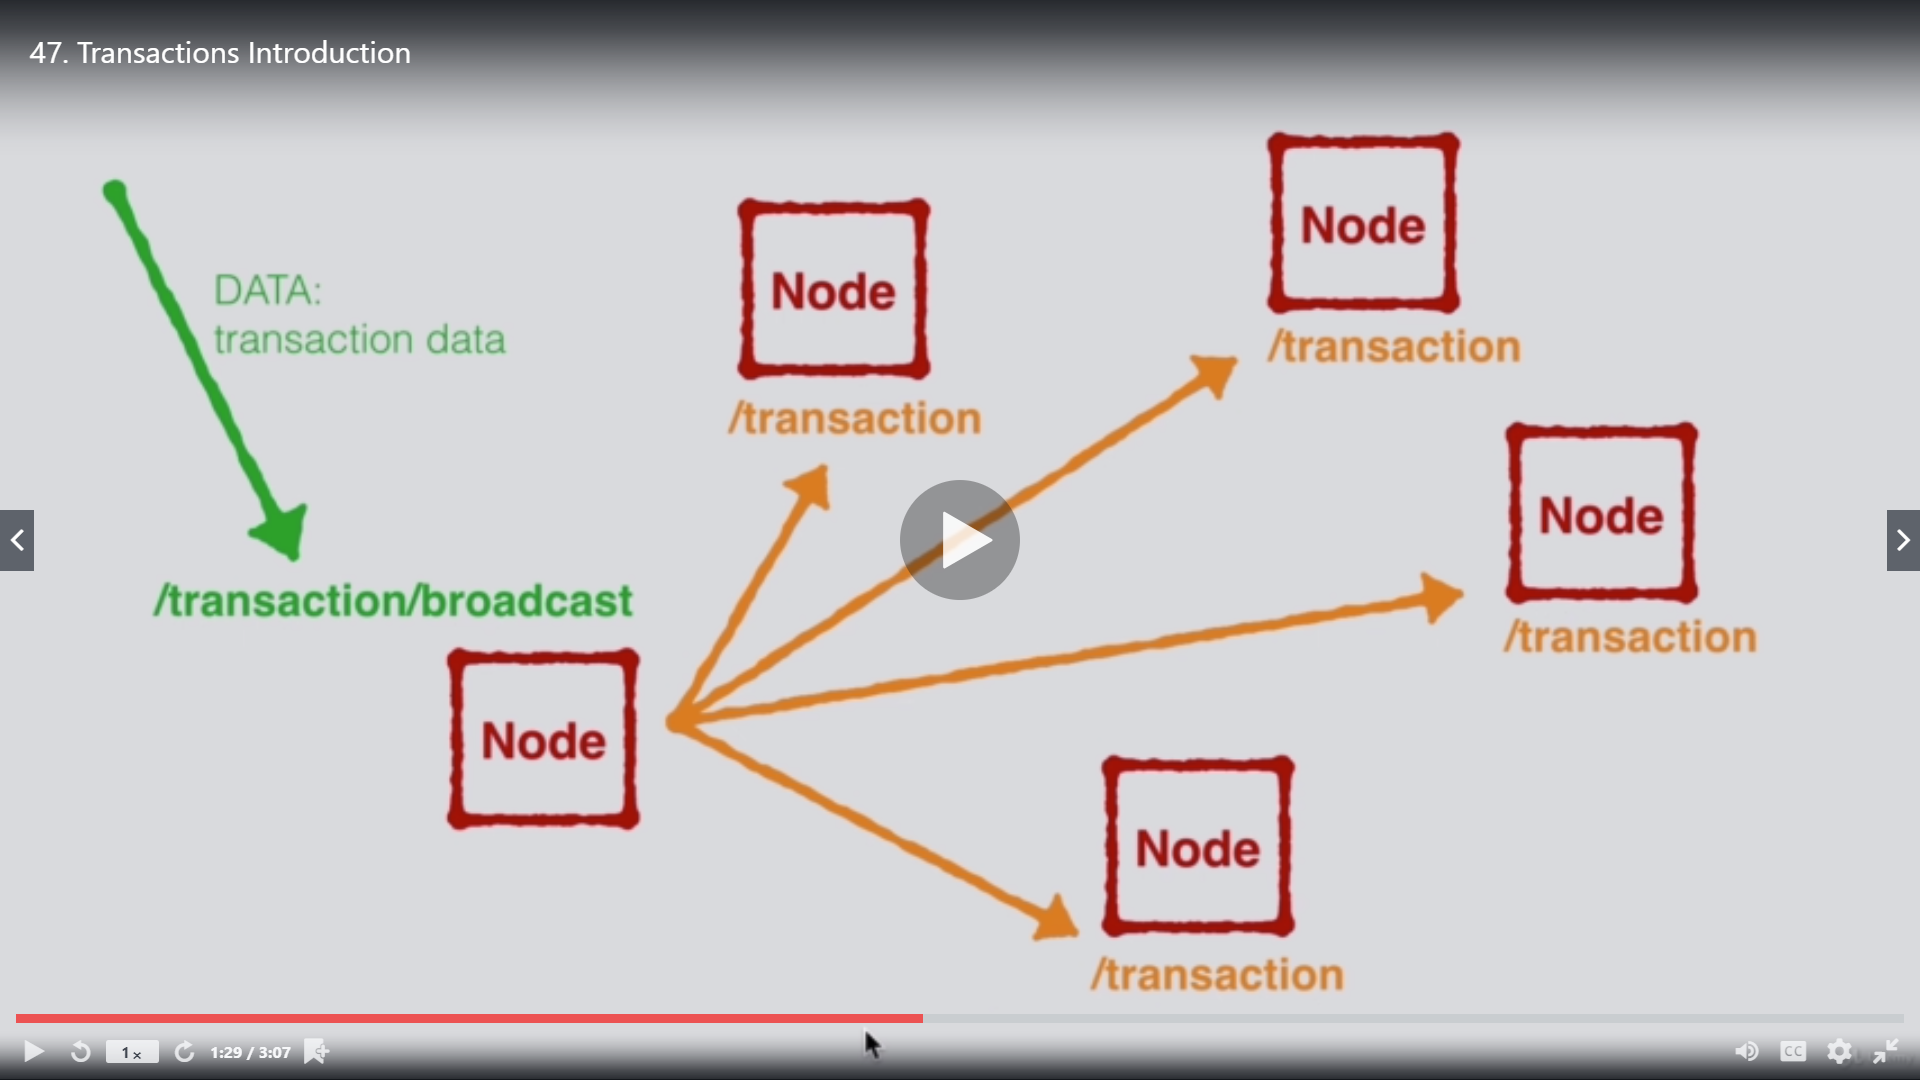 47. Transactions Introduction
Node
/transaction
Node
/transaction
DATA:
transaction data
Node
/transaction
/transaction/broadcast
Node
Node
/transaction
1x
1:29 / 3:07
CC